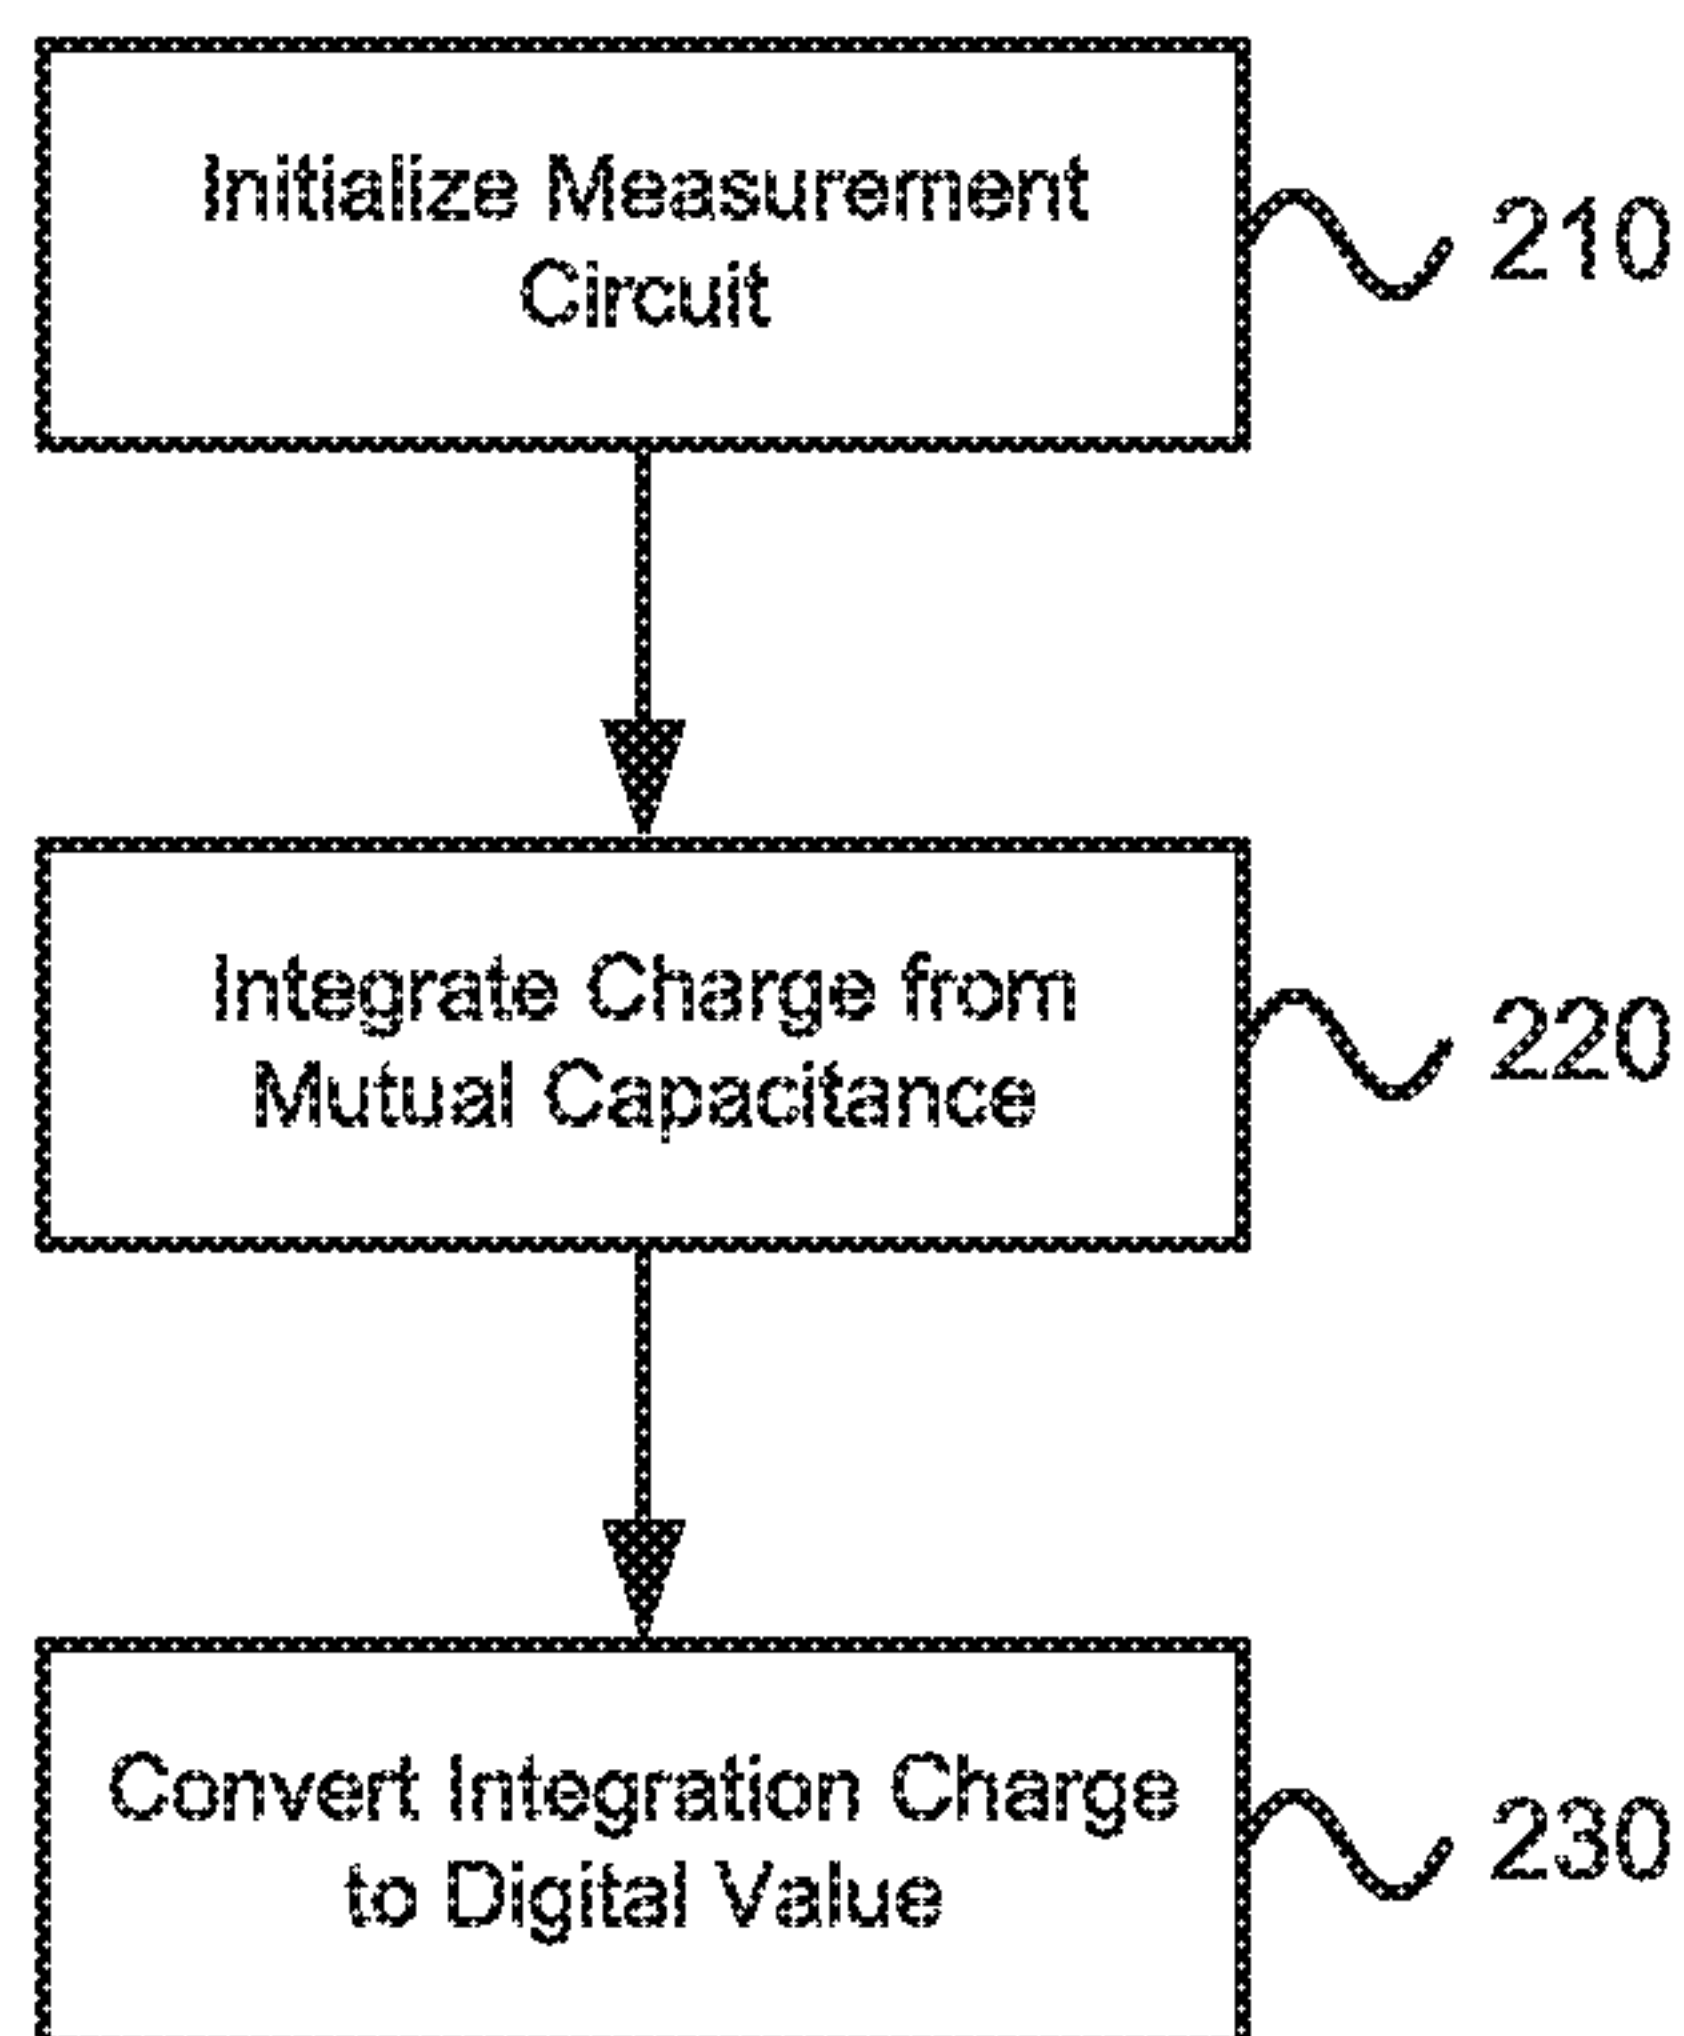 Initialize Measurement
Circuit
210
Integrate Charge from
Mutual Capacitance
220
Convert Integration Charge
to Digital Value
230